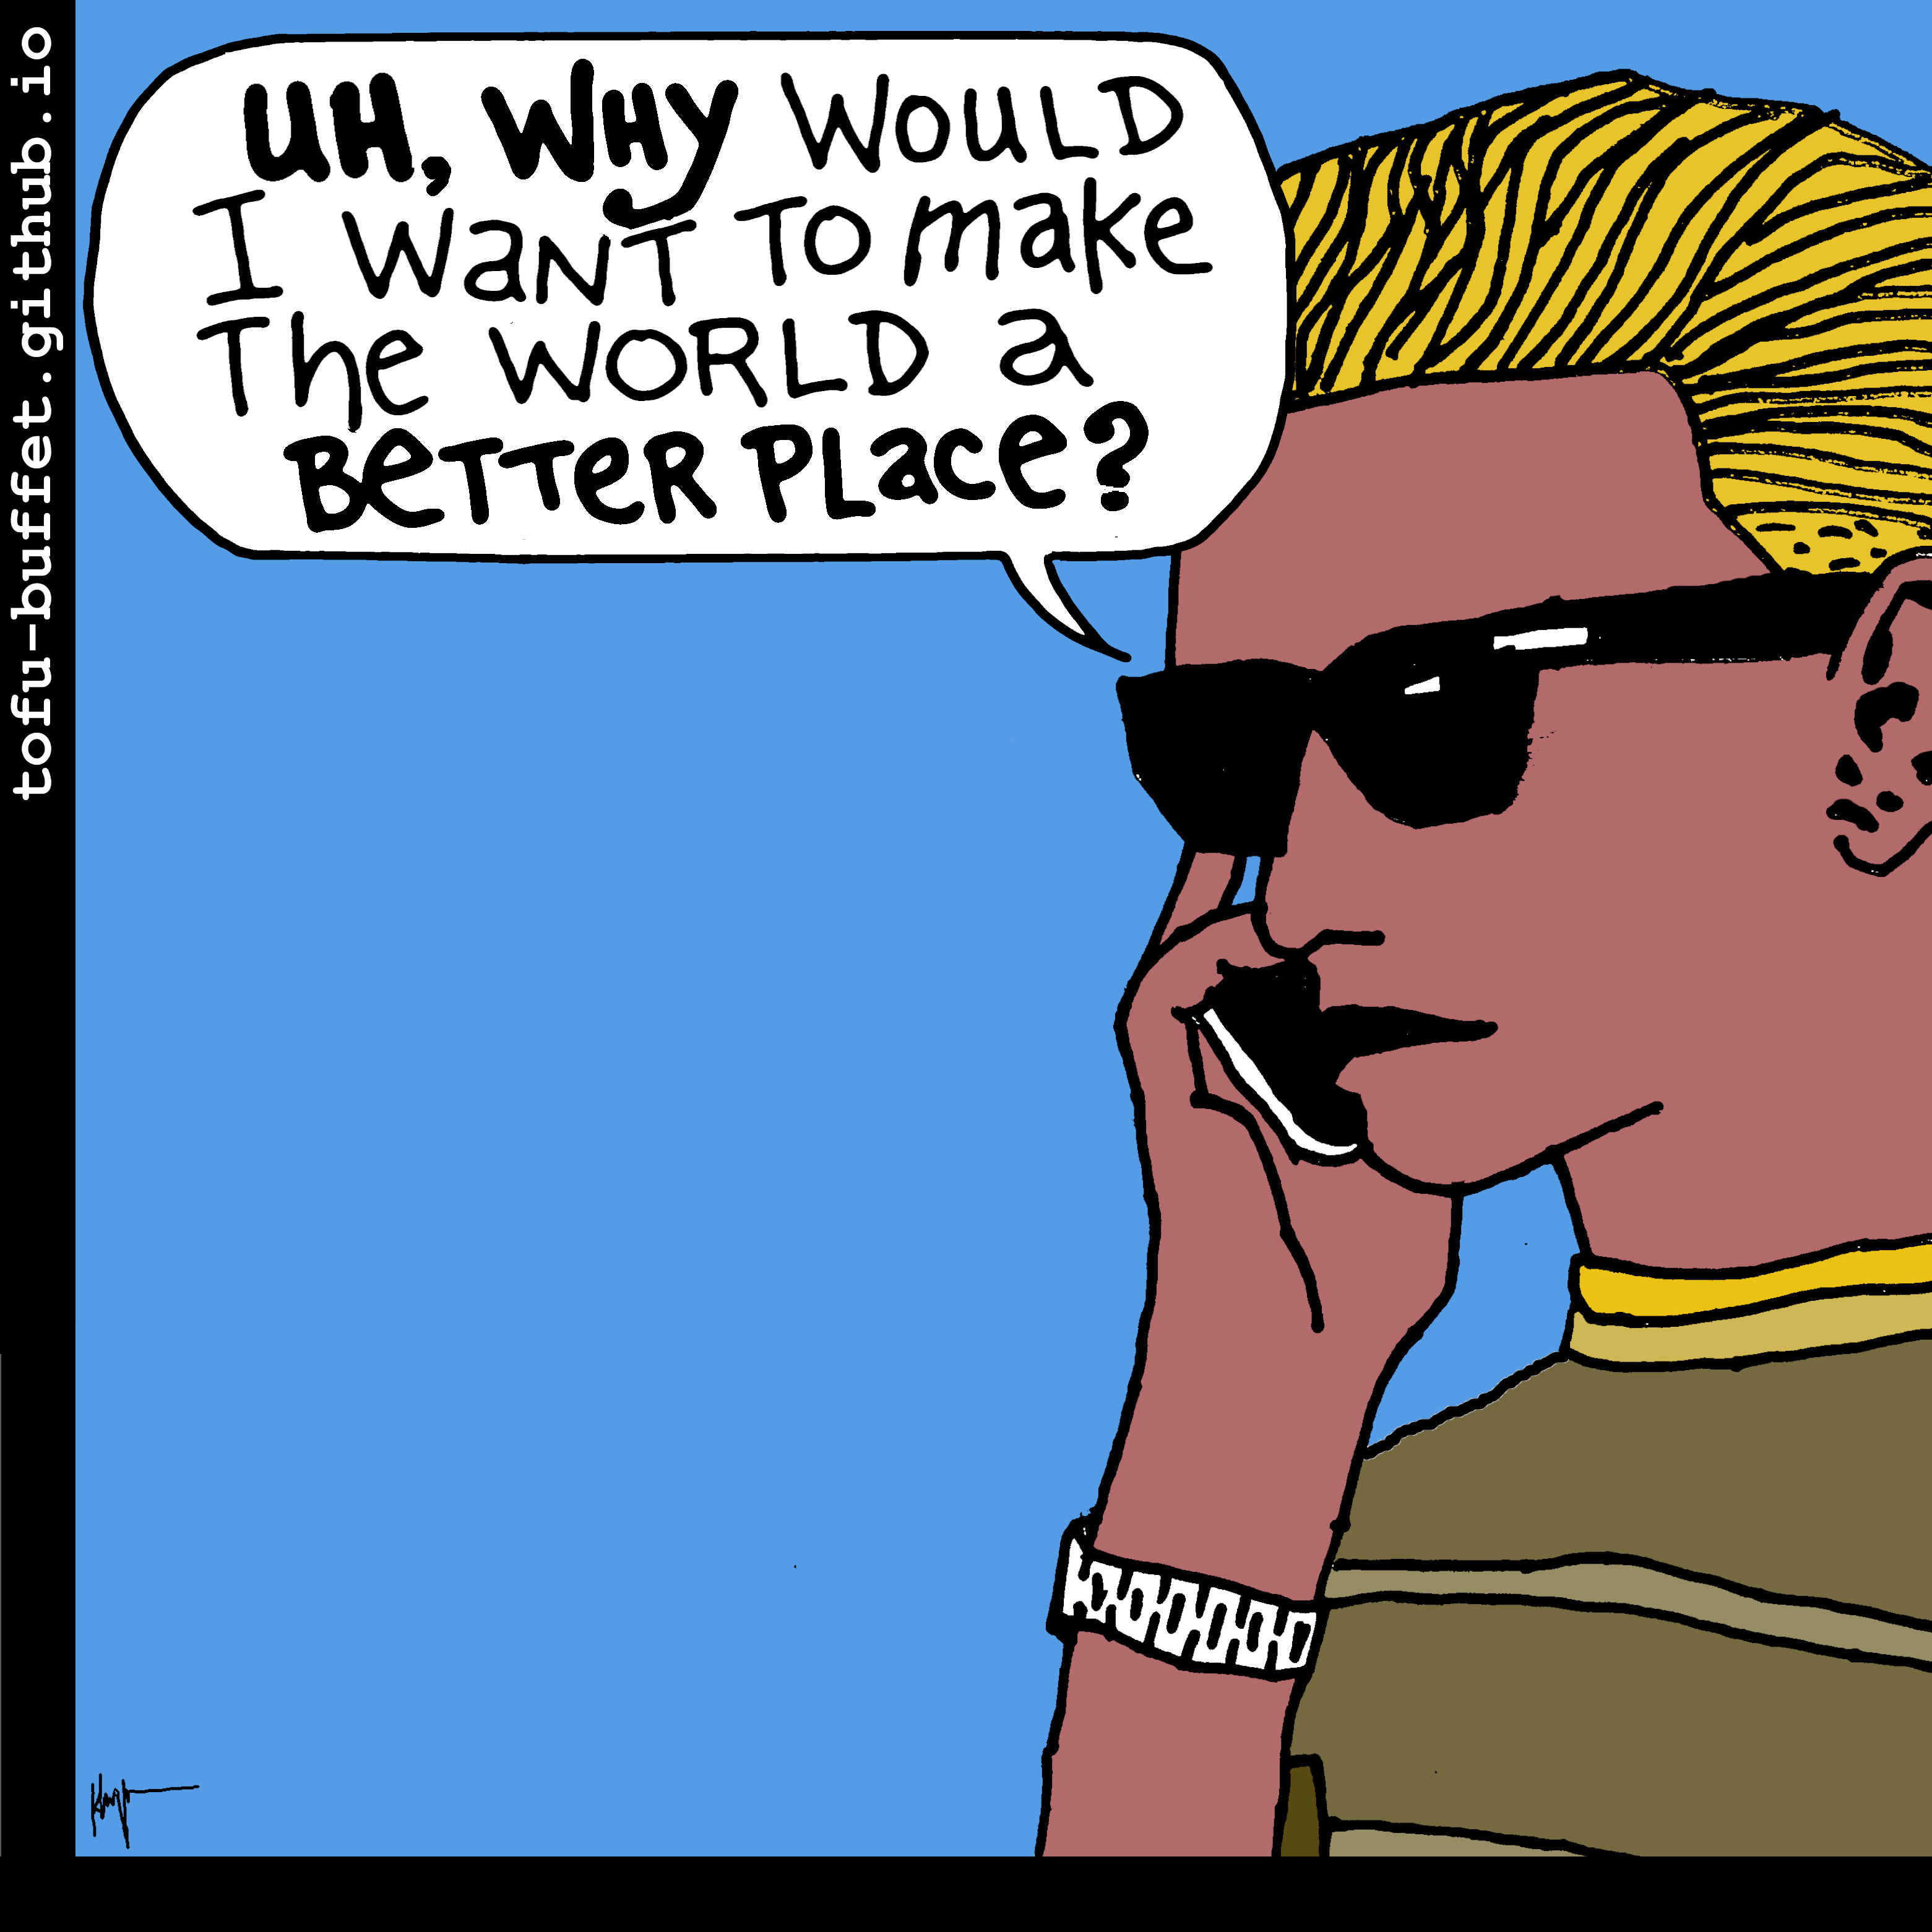 UH, WHY WOULD
I WANT TO make
The WORLD a
BeTTeR PLace?
tofu-buffet.github.io